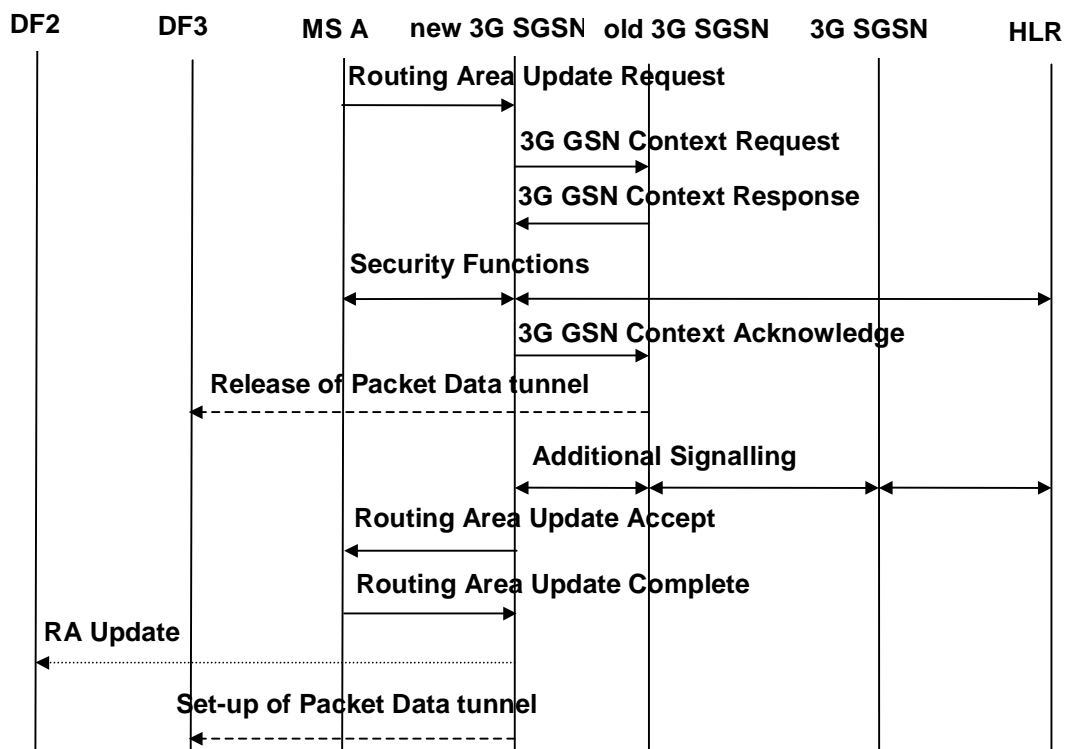 DF2 DF3 MS A new 3G SGSN old 3G SGSN 3G SGSN HLR
Routing Area Update Request
3G GSN Context Request
3G GSN Context Response
Security Functions
3G GSN Context Acknowledge
Release of Packet Data tunnel
Additional Signalling
Routing Area Update Accept
Routing Area Update Complete
RA Update
Set-up of Packet Data tunnel